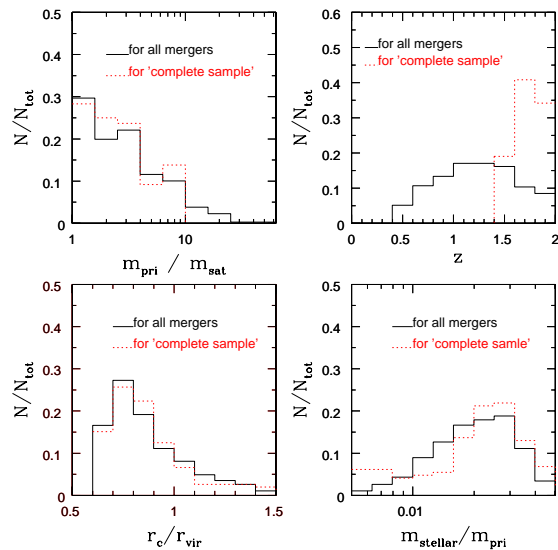 for all mergers
for 'complete sample'
N/N_tot
0.5
0.4
0.3
0.2
0.1
0
1
10
m_pri / m_sat
for all mergers
for 'complete sample'
N/N_tot
0.6
0.5
0.4
0.3
0.2
0.1
0
0
0.5
1
1.5
2
z
for all mergers
for 'complete sample'
N/N_tot
0.5
0.4
0.3
0.2
0.1
0
0.5
1
1.5
r_c/r_vir
for all mergers
for 'complete samle'
N/N_tot
0.5
0.4
0.3
0.2
0.1
0
0.01
m_stellar/m_pri